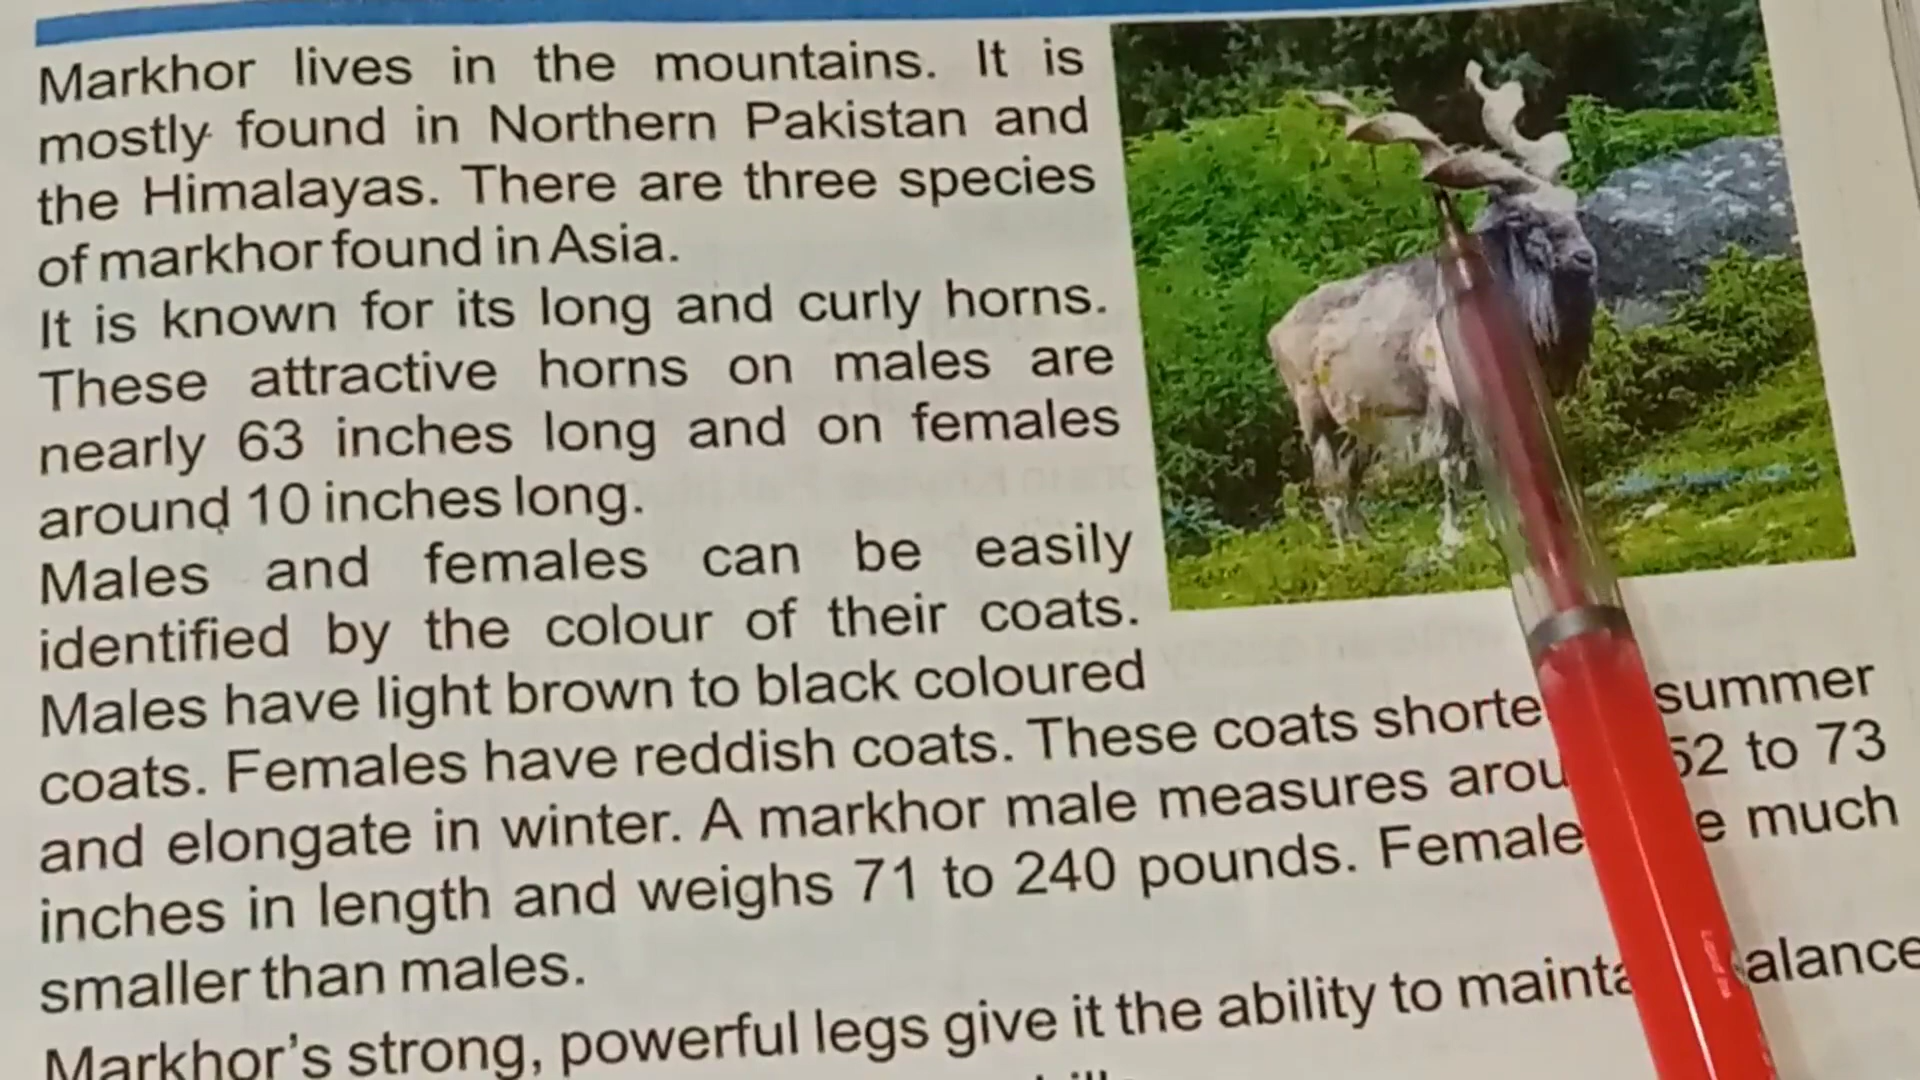 Markhor lives in the mountains. It is
mostly found in Northern Pakistan and
the Himalayas. There are three species
of markhor found in Asia.
It is known for its long and curly horns.
These attractive horns on males are
nearly 63 inches long and on females
around 10 inches long.
Males and females can be easily
identified by the colour of their coats.
Males have light brown to black coloured
coats. Females have reddish coats. These coats summer
and elongate in winter. A markhor male measures 52 to 73
inches in length and weighs 71 to 240 pounds. much
smaller than males.
Markhor's strong, powerful legs give it the ability to